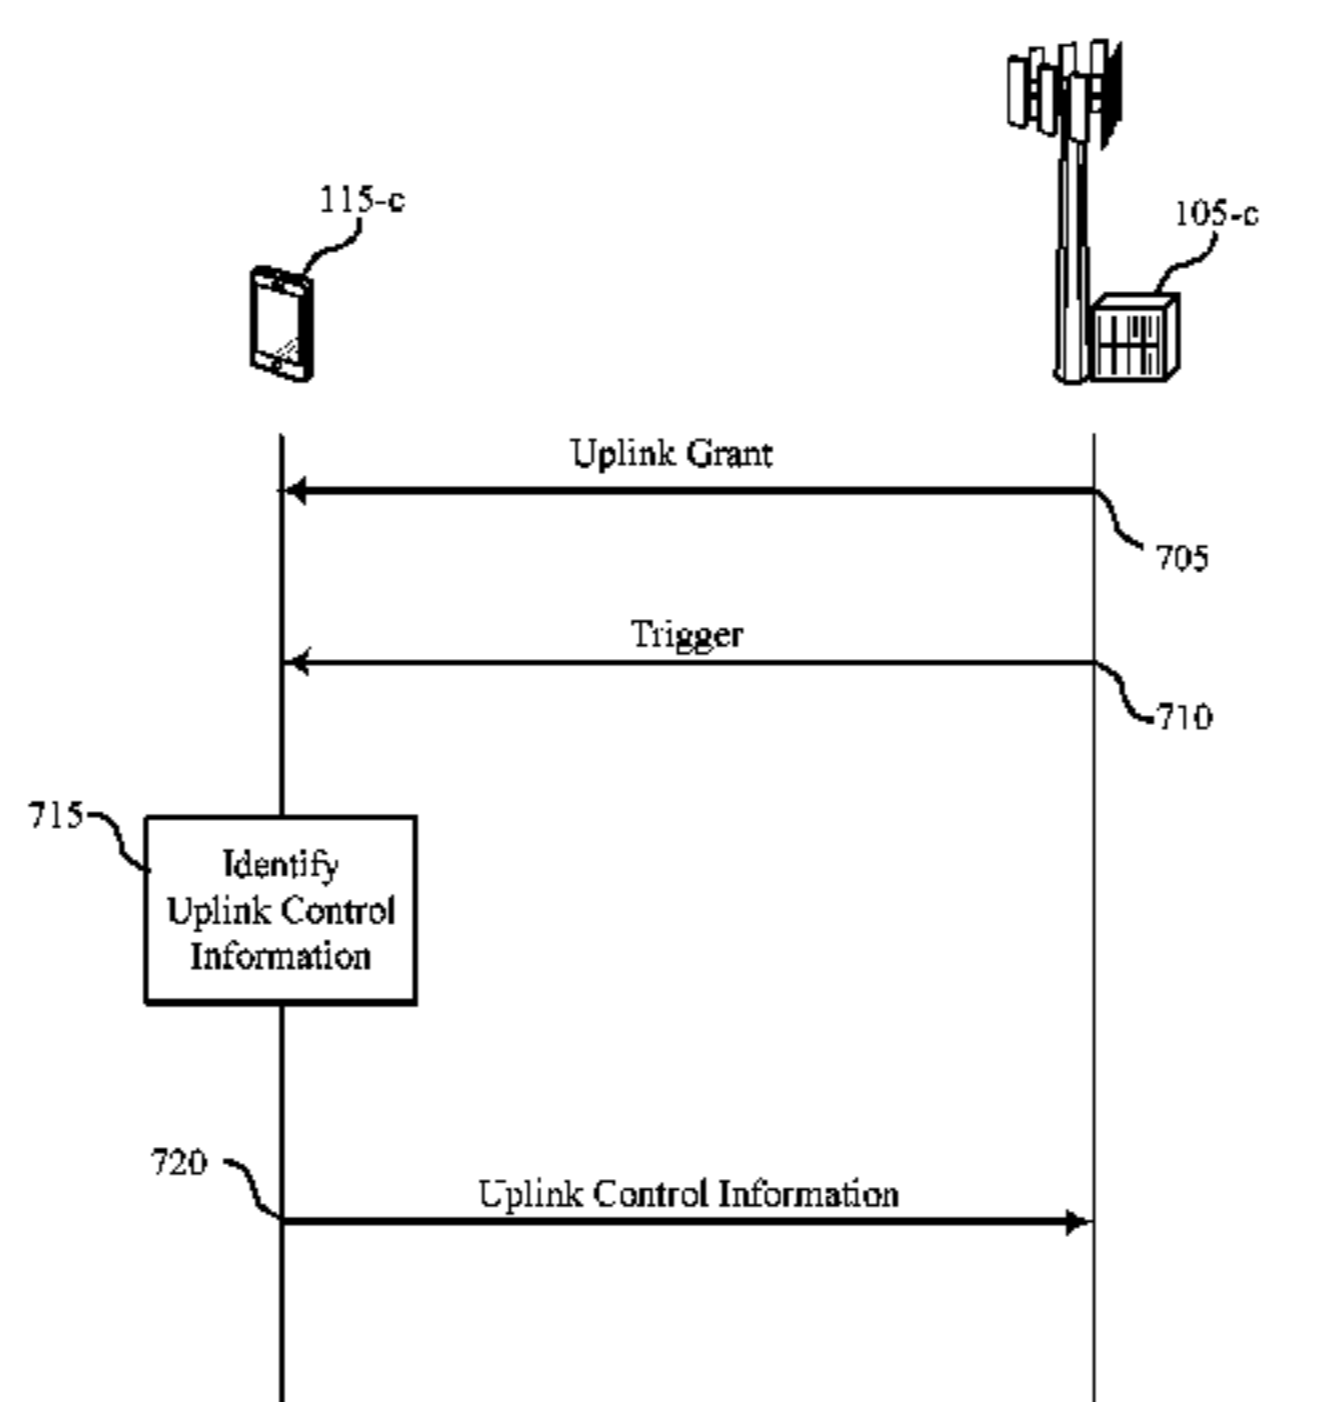 115-c
105-c
Uplink Grant
705
Trigger
710
715
Identify
Uplink Control
Information
720
Uplink Control Information